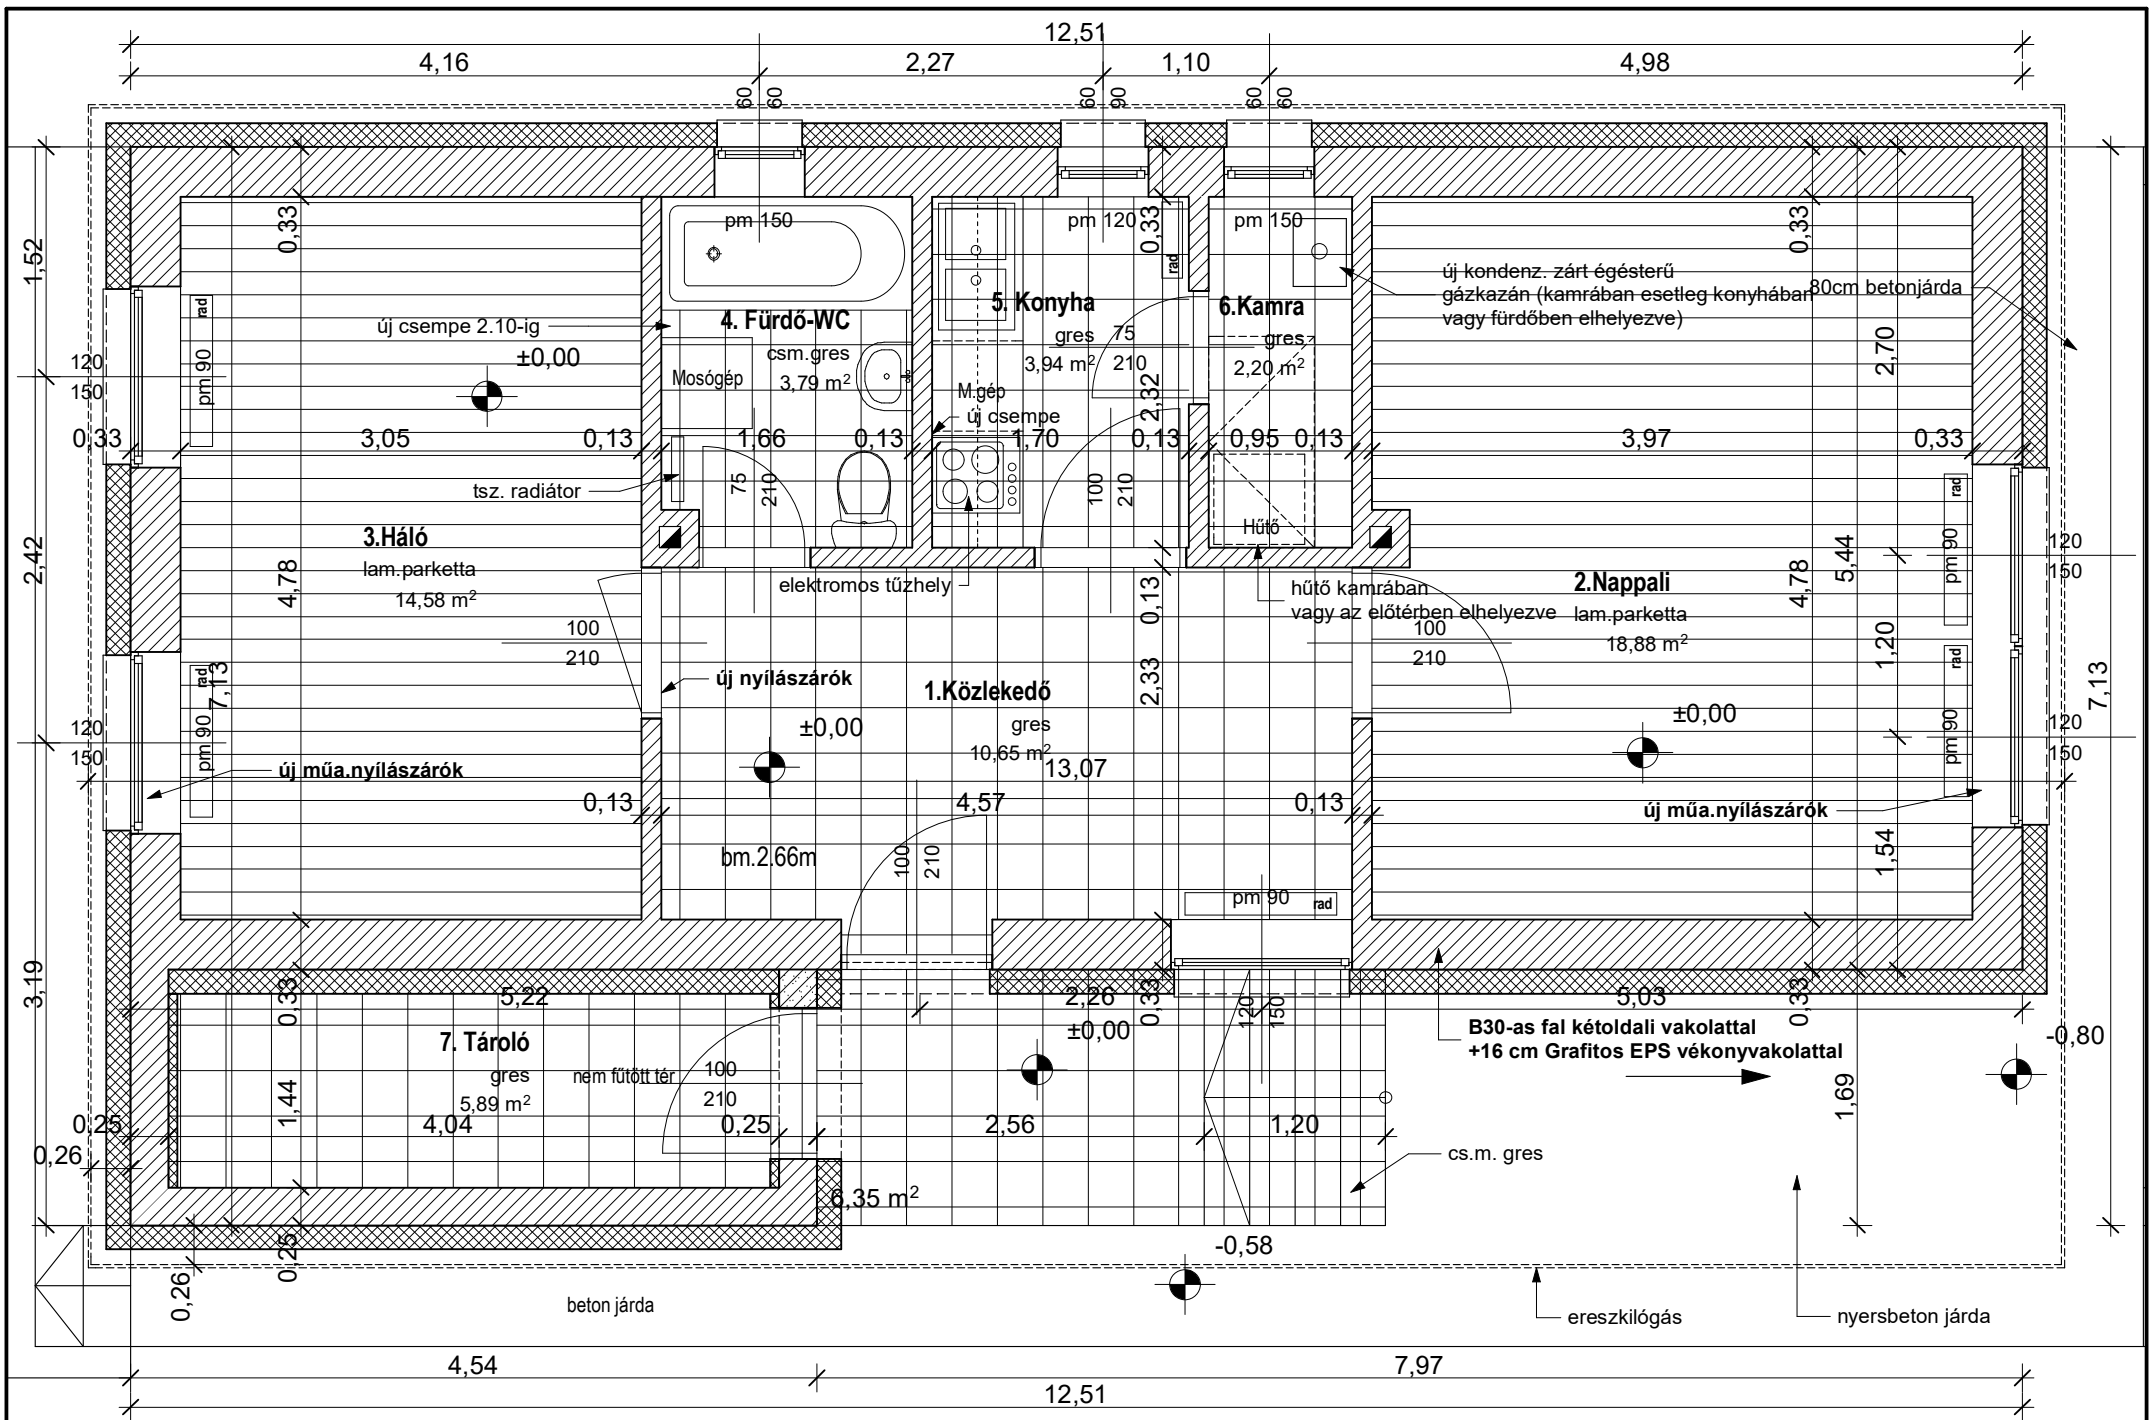 12,51
4,16
2,27
1,10
4,98
60
60
60
90
60
60
pm 150
pm 120
pm 150
0,33
0,33
0,33
1,52
rad
rad
új kondenz. zárt égésterű
gázkazán (kamrában esetleg konyhában
vagy fürdőben elhelyezve)
80cm betonjárda
új csempe 2.10-ig
±0,00
4. Fürdő-WC
csm.gres
3,79 m²
5. Konyha
gres
3,94 m²
75
210
6.Kamra
gres
2,20 m²
120
150
pm 90
Mosógép
M.gép
új csempe
2,32
2,70
0,33
3,05
0,13
1,66
0,13
1,70
0,13
0,95
0,13
3,97
0,33
tsz. radiátor
75
210
100
210
Hűtő
rad
pm 90
120
150
2,42
3.Háló
lam.parketta
14,58 m²
4,78
elektromos tűzhely
0,13
hűtő kamrában
vagy az előtérben elhelyezve
2.Nappali
lam.parketta
18,88 m²
4,78
5,44
100
210
100
210
1,20
rad
7,13
rad
7,13
új nyílászárók
1.Közlekedő
gres
10,65 m²
2,33
±0,00
±0,00
120
150
pm 90
új műa.nyílászárók
13,07
pm 90
120
150
0,13
4,57
0,13
új műa.nyílászárók
bm.2.66m
100
210
1,54
pm 90
rad
3,19
5,22
0,33
2,26
0,33
120
150
5,03
0,33
7. Tároló
gres
5,89 m²
nem fűtött tér
100
210
±0,00
B30-as fal kétoldali vakolattal
+16 cm Grafitos EPS vékonyvakolattal
-0,80
1,44
1,69
0,25
4,04
0,25
2,56
1,20
0,26
cs.m. gres
6,35 m²
0,25
0,26
-0,58
beton járda
ereszkilógás
nyersbeton járda
4,54
7,97
12,51